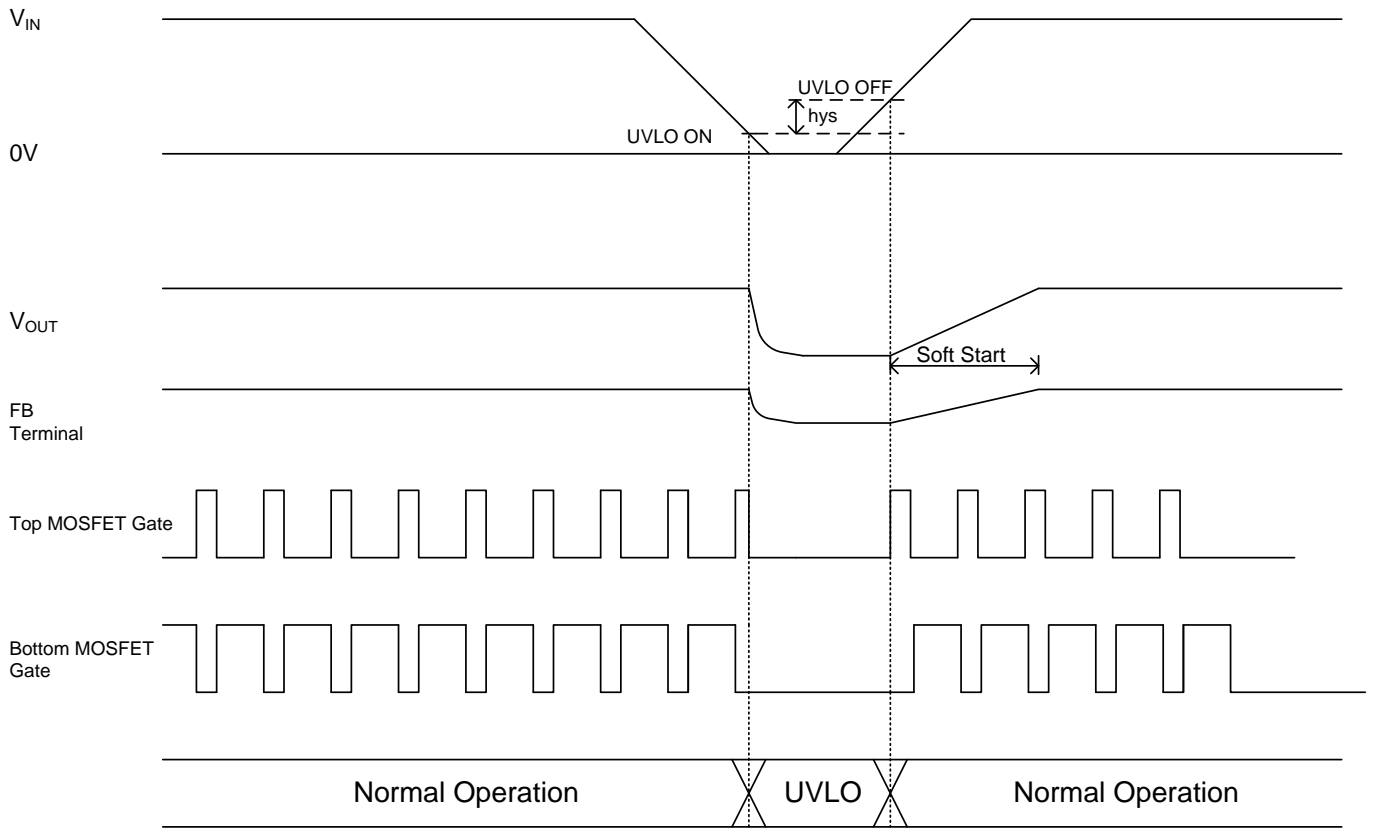 VIN
UVLO OFF
hys
UVLO ON
0V
VOUT
Soft Start
FB
Terminal
Top MOSFET Gate
Bottom MOSFET
Gate
Normal Operation
UVLO
Normal Operation